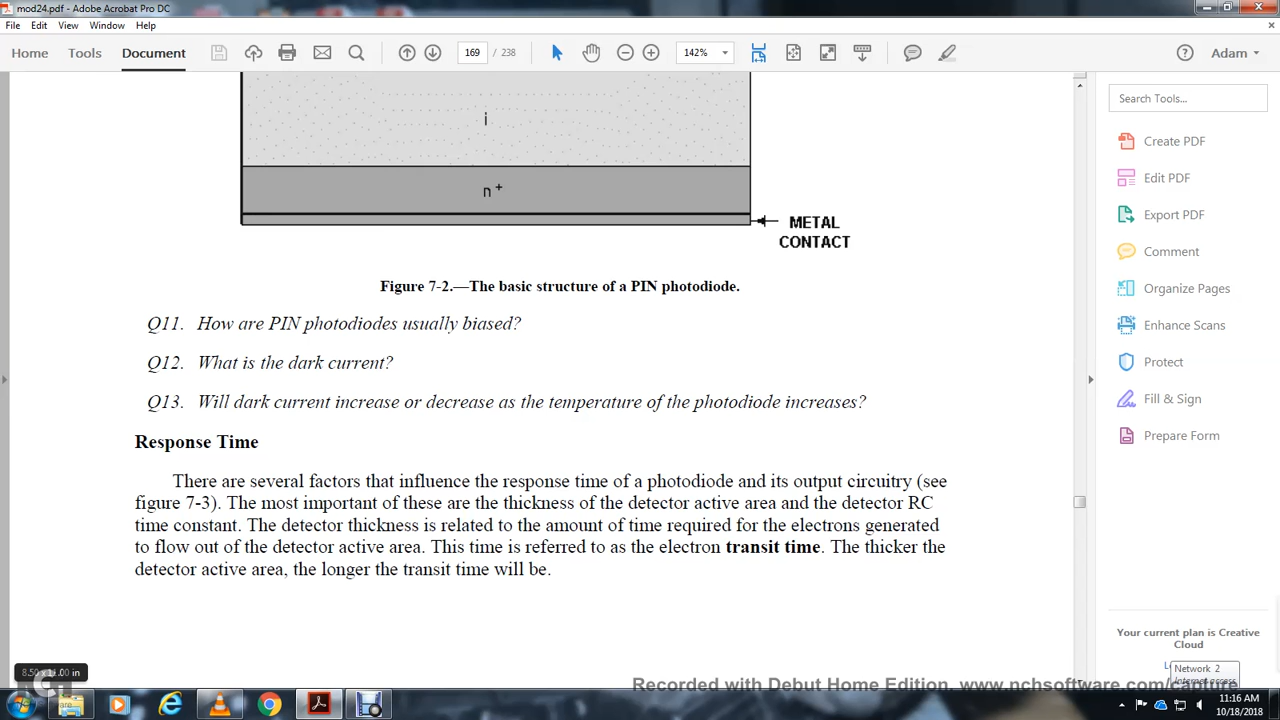 mod24.pdf - Adobe Acrobat Pro DC
File Edit View Window Help
Home Tools Document 169 / 238 142% Adam
Search Tools...
Create PDF
Edit PDF
Export PDF
Comment
Organize Pages
Enhance Scans
Protect
Fill & Sign
Prepare Form
Your current plan is Creative
Cloud
Network 2
Internet access
i
n+
METAL
CONTACT
Figure 7-2.—The basic structure of a PIN photodiode.
Q11. How are PIN photodiodes usually biased?
Q12. What is the dark current?
Q13. Will dark current increase or decrease as the temperature of the photodiode increases?
Response Time
There are several factors that influence the response time of a photodiode and its output circuitry (see
figure 7-3). The most important of these are the thickness of the detector active area and the detector RC
time constant. The detector thickness is related to the amount of time required for the electrons generated
to flow out of the detector active area. This time is referred to as the electron transit time. The thicker the
detector active area, the longer the transit time will be.
8.50 x 11.00 in
Recorded with Debut Home Edition. www.nchsoftware.com/capture
11:16 AM
10/18/2018